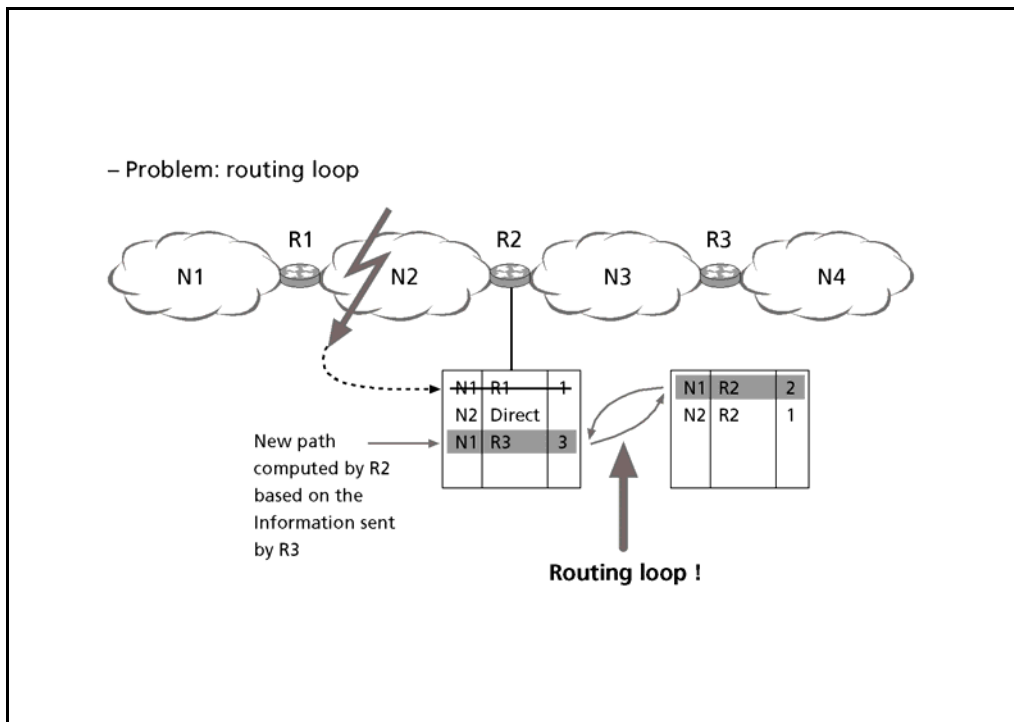 – Problem: routing loop
R1 R2 R3
N1 N2 N3 N4
N1 R1 1
N2 Direct
N1 R3 3
N1 R2 2
N2 R2 1
New path
computed by R2
based on the
Information sent
by R3
Routing loop !